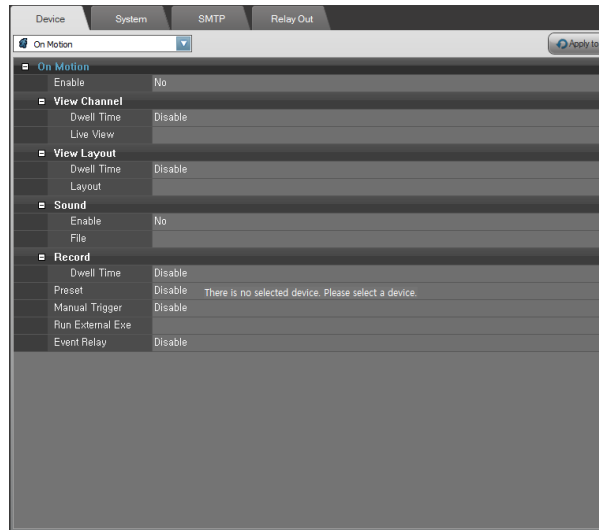 Device System SMTP Relay Out
On Motion Apply to
On Motion
Enable No
View Channel
Dwell Time Disable
Live View
View Layout
Dwell Time Disable
Layout
Sound
Enable No
File
Record
Dwell Time Disable
Preset Disable There is no selected device. Please select a device.
Manual Trigger Disable
Run External Exe
Event Relay Disable